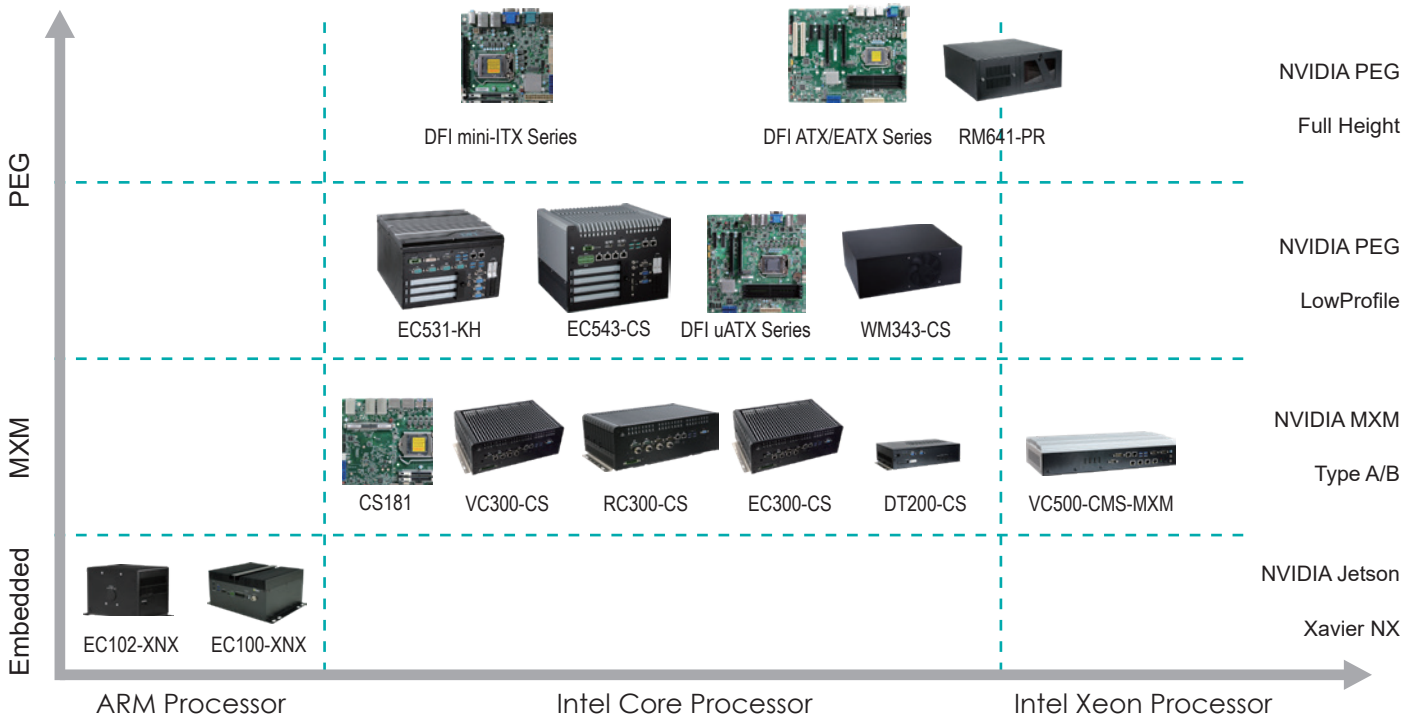 PEG
NVIDIA PEG
Full Height
DFI mini-ITX Series
DFI ATX/EATX Series
RM641-PR
NVIDIA PEG
LowProfile
EC531-KH
EC543-CS
DFI uATX Series
WM343-CS
MXM
NVIDIA MXM
Type A/B
CS181
VC300-CS
RC300-CS
EC300-CS
DT200-CS
VC500-CMS-MXM
Embedded
NVIDIA Jetson
Xavier NX
EC102-XNX
EC100-XNX
ARM Processor
Intel Core Processor
Intel Xeon Processor